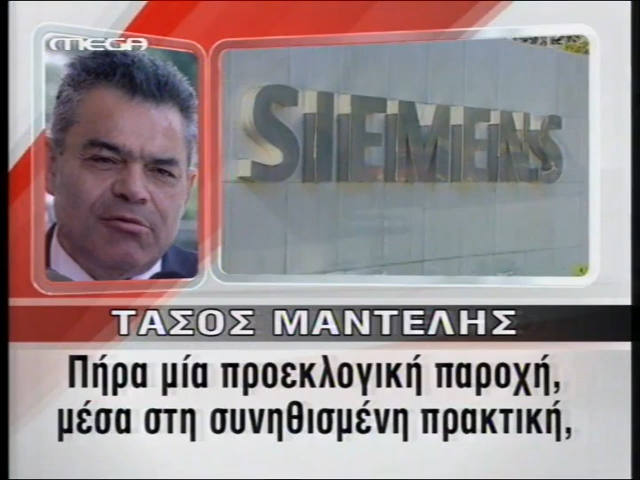 MEGA
SIEMENS
ΤΑΣΟΣ ΜΑΝΤΕΛΗΣ
Πήρα μία προεκλογική παροχή,
μέσα στη συνηθισμένη πρακτική,